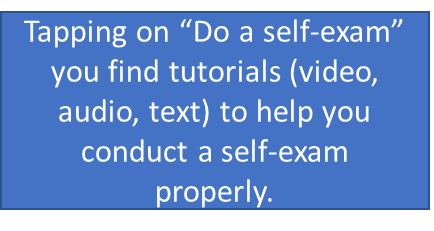 Tapping on “Do a self-exam”
you find tutorials (video,
audio, text) to help you
conduct a self-exam
properly.